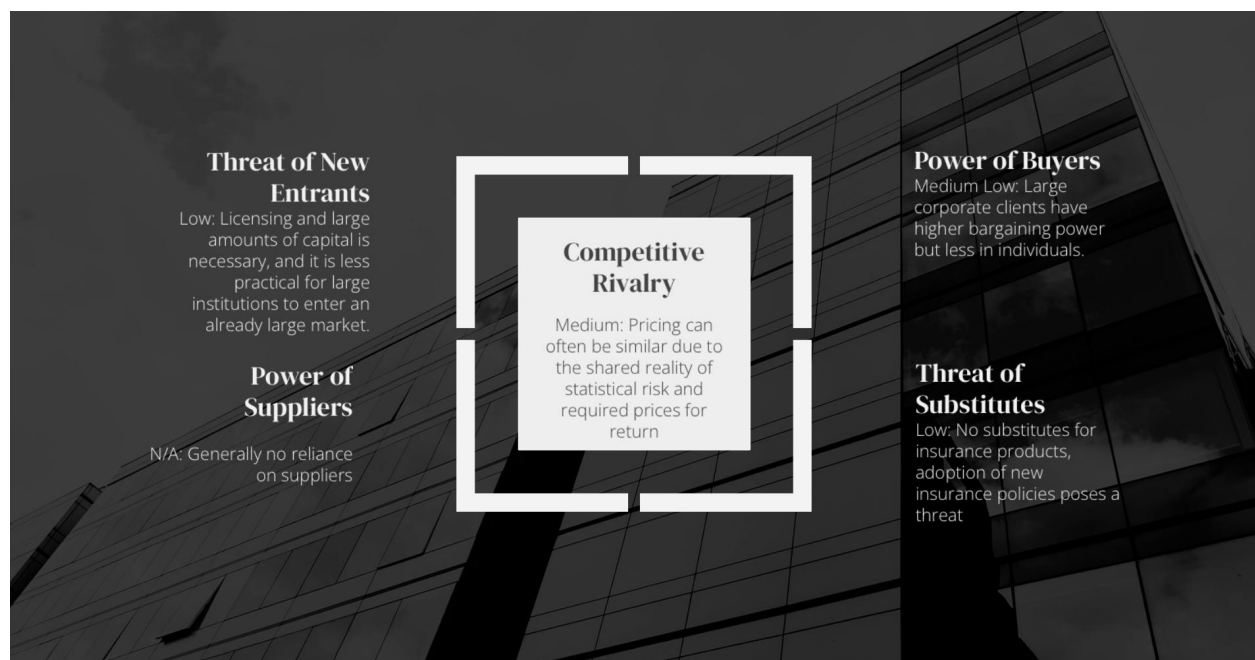 Threat of New
Entrants
Low: Licensing and large
amounts of capital is
necessary, and it is less
practical for large
institutions to enter an
already large market.
Power of
Suppliers
N/A: Generally no reliance
on suppliers
Competitive
Rivalry
Medium: Pricing can
often be similar due to
the shared reality of
statistical risk and
required prices for
return
Power of Buyers
Medium Low: Large
corporate clients have
higher bargaining power
but less in individuals.
Threat of
Substitutes
Low: No substitutes for
insurance products,
adoption of new
insurance policies poses a
threat